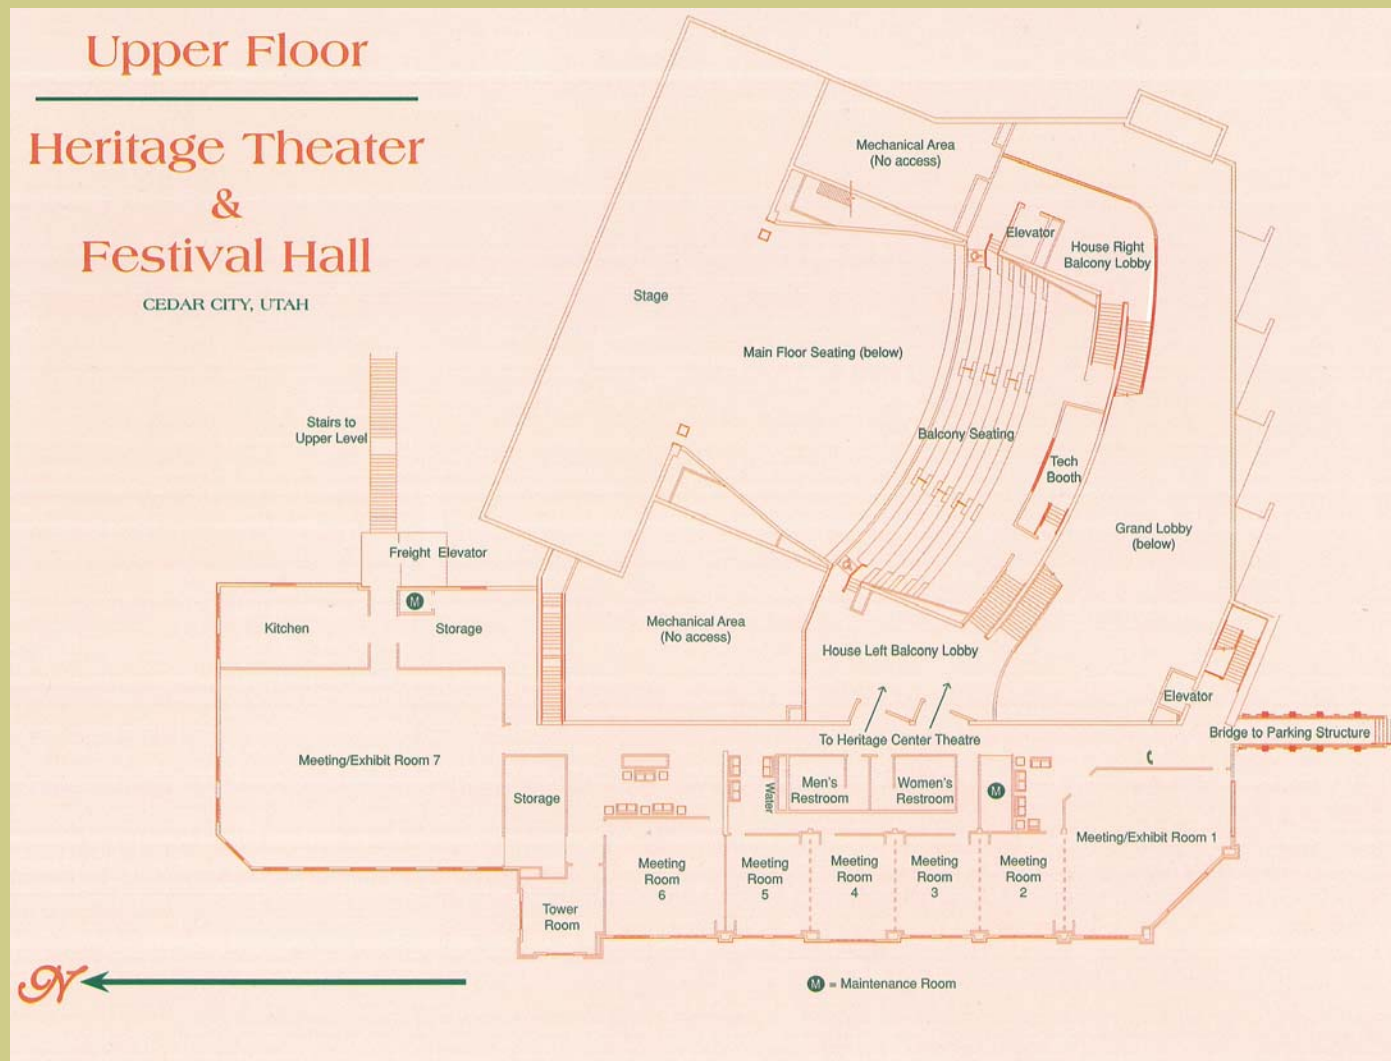 Upper Floor
Heritage Theater
&
Festival Hall
CEDAR CITY, UTAH
Mechanical Area
(No access)
Elevator
House Right
Balcony Lobby
Stage
Main Floor Seating (below)
Stairs to
Upper Level
Balcony Seating
Tech
Booth
Grand Lobby
(below)
Freight Elevator
M
Kitchen
Storage
Mechanical Area
(No access)
House Left Balcony Lobby
Elevator
To Heritage Center Theatre
Bridge to Parking Structure
Meeting/Exhibit Room 7
Storage
Water
Men's
Restroom
Women's
Restroom
M
Meeting/Exhibit Room 1
Meeting
Room
6
Meeting
Room
5
Meeting
Room
4
Meeting
Room
3
Meeting
Room
2
Tower
Room
N
M = Maintenance Room